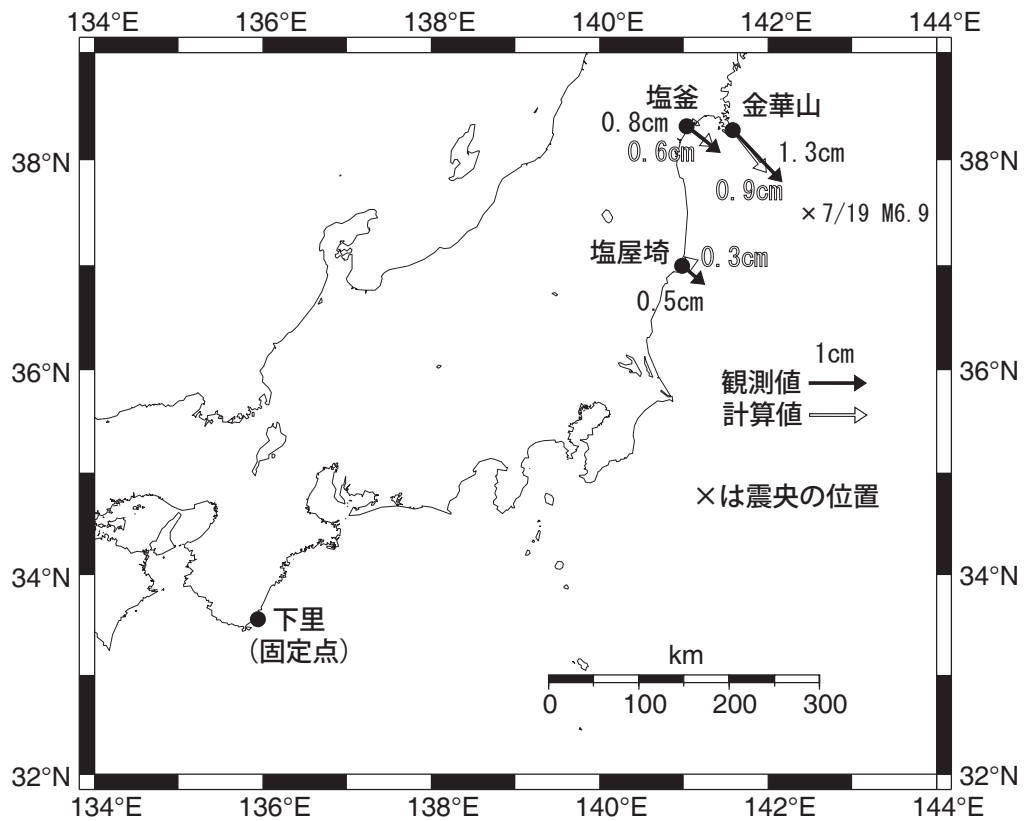 134°E 136°E 138°E 140°E 142°E 144°E
塩釜
金華山
0.8cm
0.6cm
1.3cm
38°N
38°N
0.9cm
×7/19 M6.9
塩屋埼
0.3cm
0.5cm
36°N
36°N
1cm
観測値
計算値
×は震央の位置
34°N
34°N
下里
(固定点)
km
0 100 200 300
32°N
32°N
134°E 136°E 138°E 140°E 142°E 144°E